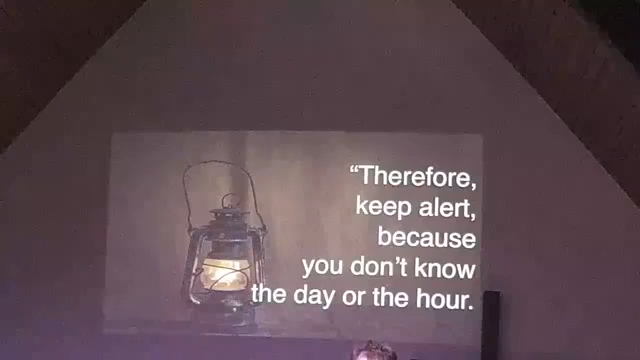 “Therefore,
keep alert,
because
you don’t know
the day or the hour.